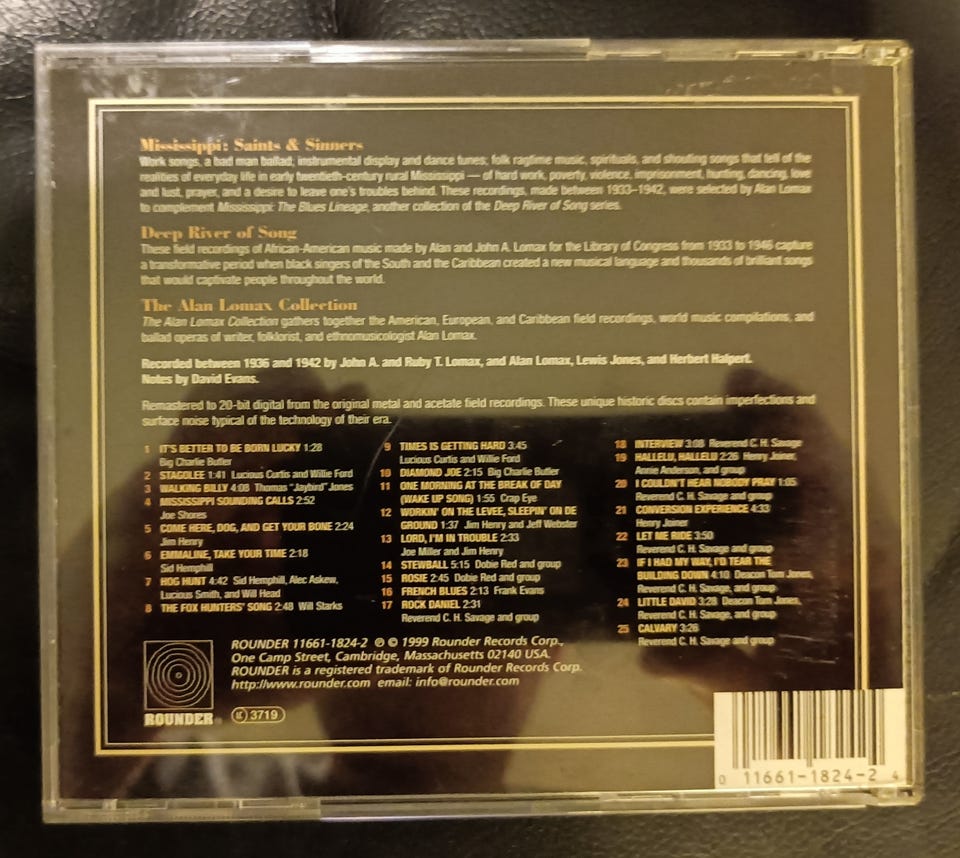 Mississippi: Saints & Sinners
Work songs, a bad man ballad; instrumental display and dance tunes; folk ragtime music, spirituals, and shouting songs that tell of the
realities of everyday life in early twentieth-century rural Mississippi — of hard work, poverty, violence, imprisonment, hunting, dancing, love
and lust, prayer, and a desire to leave one's troubles behind. These recordings, made between 1933–1942, were selected by Alan Lomax
to complement Mississippi: The Blues Lineage, another collection of the Deep River of Song series.
Deep River of Song
These field recordings of African-American music made by Alan and John A. Lomax for the Library of Congress from 1933 to 1946 capture
a transformative period when black singers of the South and the Caribbean created a new musical language and thousands of brilliant songs
that would captivate people throughout the world.
The Alan Lomax Collection
The Alan Lomax Collection gathers together the American, European, and Caribbean field recordings, world music compilations, and
ballad operas of writer, folklorist, and ethnomusicologist Alan Lomax.
Recorded between 1936 and 1942 by John A. and Ruby T. Lomax, and Alan Lomax, Lewis Jones, and Herbert Halpert.
Notes by David Evans.
Remastered to 20-bit digital from the original metal and acetate field recordings. These unique historic discs contain imperfections and
surface noise typical of the technology of their era.
1 IT'S BETTER TO BE BORN LUCKY 1:28
Big Charlie Butler
2 STAGOLEE 1:41 Lucious Curtis and Willie Ford
3 WALKING BILLY 4:08 Thomas "Jaybird" Jones
4 MISSISSIPPI SOUNDING CALLS 2:52
Joe Shores
5 COME HERE, DOG, AND GET YOUR BONE 2:24
Jim Henry
6 EMMALINE, TAKE YOUR TIME 2:18
Sid Hemphill
7 HOG HUNT 4:42 Sid Hemphill, Alec Askew,
Lucious Smith, and Will Head
8 THE FOX HUNTERS' SONG 2:48 Will Starks
9 TIMES IS GETTING HARD 3:45
Lucious Curtis and Willie Ford
10 DIAMOND JOE 2:15 Big Charlie Butler
11 ONE MORNING AT THE BREAK OF DAY
(WAKE UP SONG) 1:55 Crap Eye
12 WORKIN' ON THE LEVEE, SLEEPIN' ON DE
GROUND 1:37 Jim Henry and Jeff Webster
13 LORD, I'M IN TROUBLE 2:33
Joe Miller and Jim Henry
14 STEWBALL 5:15 Dobie Red and group
15 ROSIE 2:45 Dobie Red and group
16 FRENCH BLUES 2:13 Frank Evans
17 ROCK DANIEL 2:31
Reverend C. H. Savage and group
18 INTERVIEW 3:08 Reverend C. H. Savage
19 HALLELU, HALLELU 2:26 Henry Joiner,
Annie Anderson, and group
20 I COULDN'T HEAR NOBODY PRAY 1:05
Reverend C. H. Savage and group
21 CONVERSION EXPERIENCE 4:33
Henry Joiner
22 LET ME RIDE 3:50
Reverend C. H. Savage and group
23 IF I HAD MY WAY, I'D TEAR THE
BUILDING DOWN 4:10 Deacon Tom Jones,
24 LITTLE DAVID 3:28 Deacon Tom Jones,
25 CALVARY 3:26
Reverend C. H. Savage and group
ROUNDER 11661-1824-2 ℗ © 1999 Rounder Records Corp.,
One Camp Street, Cambridge, Massachusetts 02140 USA.
ROUNDER is a registered trademark of Rounder Records Corp.
http://www.rounder.com email: info@rounder.com
ROUNDER
LC 3719
0 11661-1824-2 4